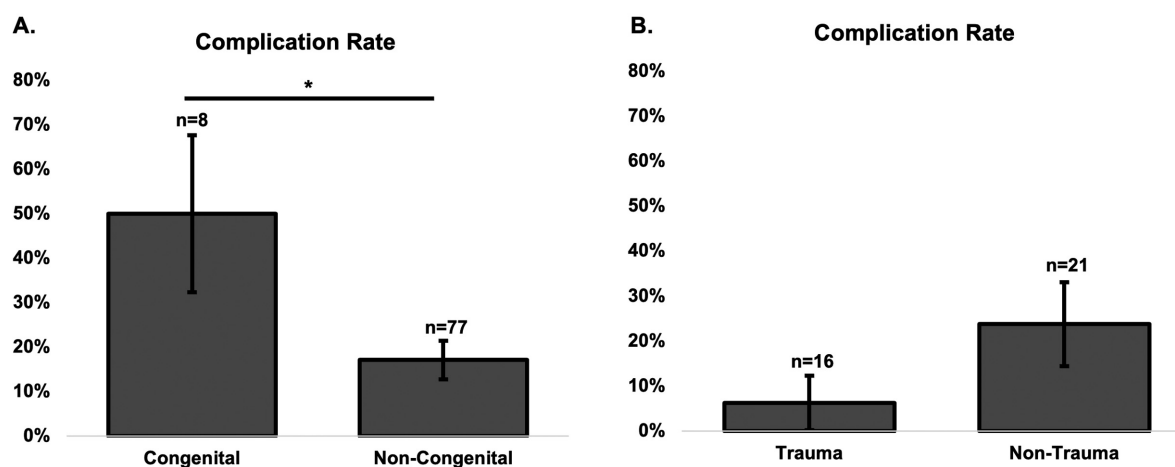 A.
Complication Rate
80%
70%
60%
50%
40%
30%
20%
10%
0%
*
n=8
n=77
Congenital
Non-Congenital
B.
Complication Rate
80%
70%
60%
50%
40%
30%
20%
10%
0%
n=16
n=21
Trauma
Non-Trauma